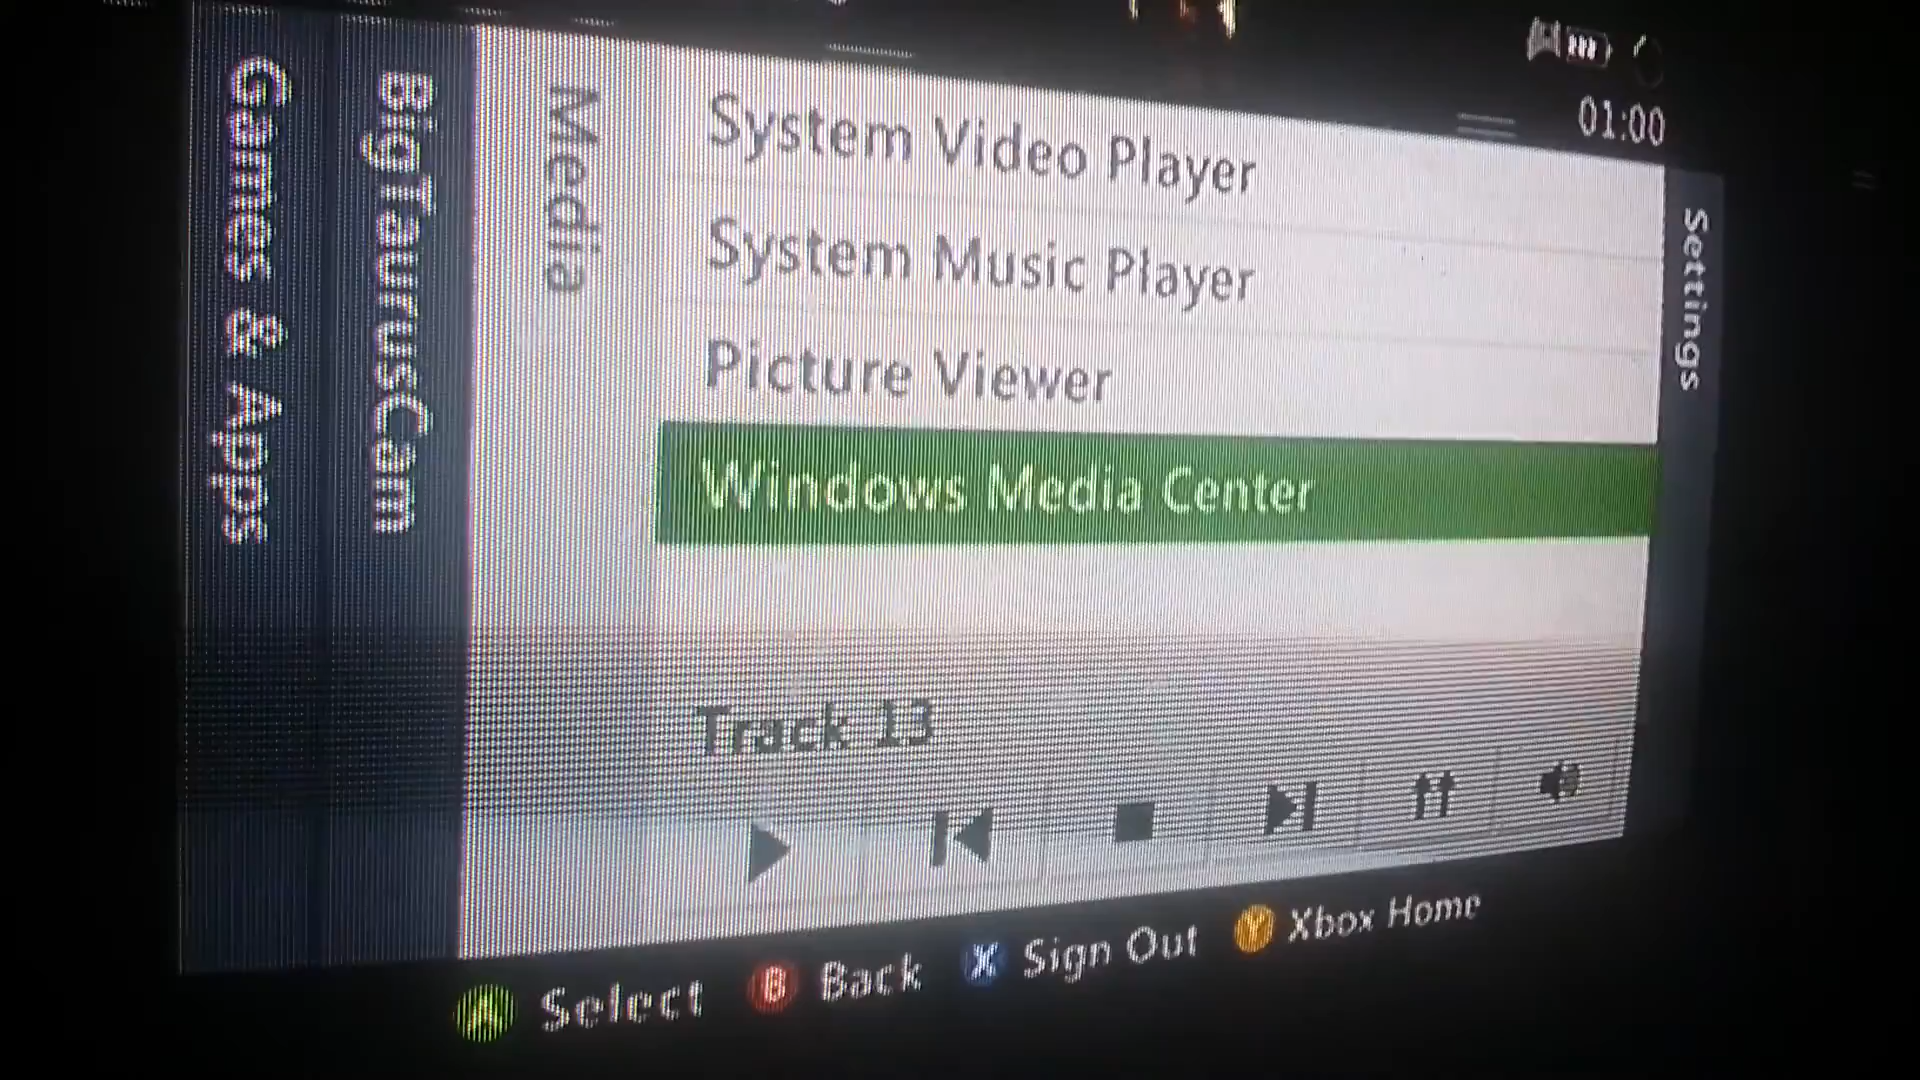 01:00
Games & Apps
BigTaurusCam
Media
System Video Player
System Music Player
Picture Viewer
Windows Media Center
Track 13
Settings
A Select
B Back
X Sign Out
Y Xbox Home